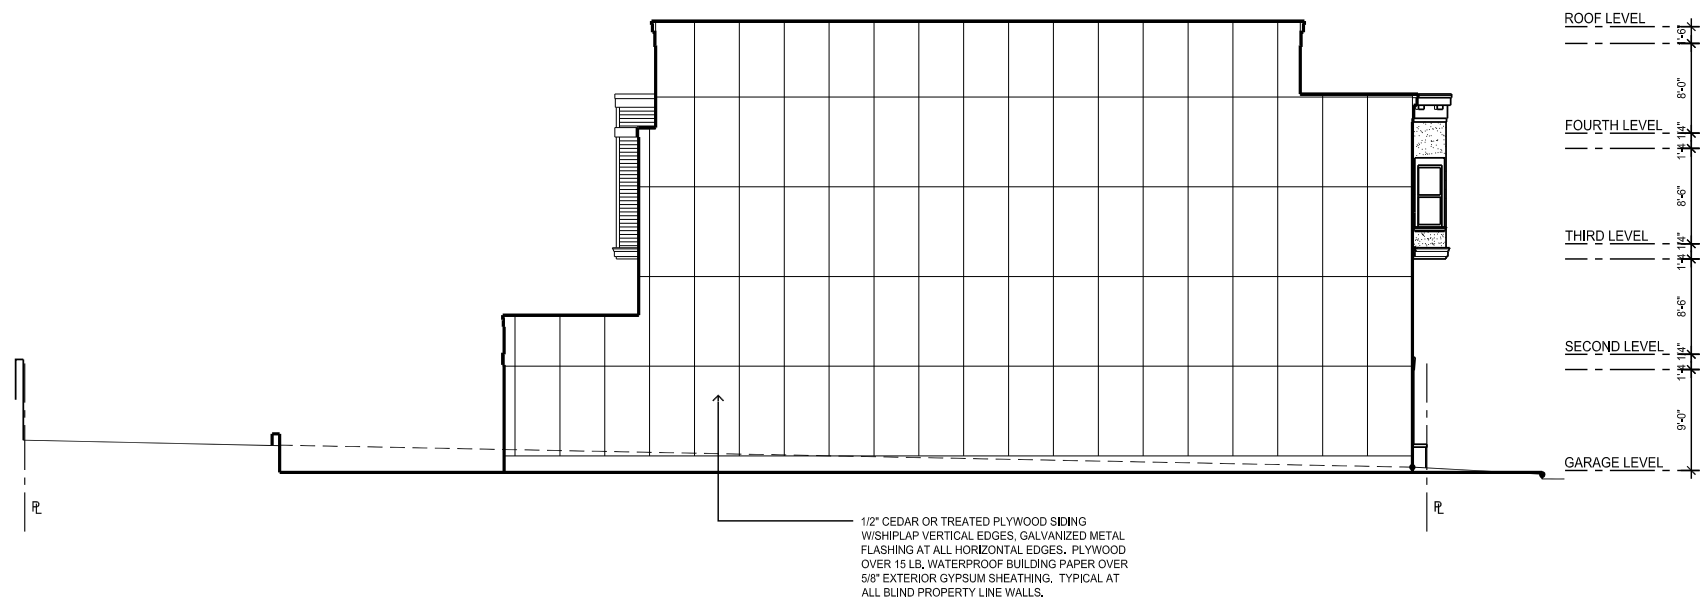 ROOF LEVEL
1'-6"
8'-0"
FOURTH LEVEL
1'-4 1/4"
8'-6"
THIRD LEVEL
1'-4 1/4"
8'-6"
SECOND LEVEL
1'-4 1/4"
9'-0"
GARAGE LEVEL
PL
PL
1/2" CEDAR OR TREATED PLYWOOD SIDING
W/SHIPLAP VERTICAL EDGES, GALVANIZED METAL
FLASHING AT ALL HORIZONTAL EDGES. PLYWOOD
OVER 15 LB. WATERPROOF BUILDING PAPER OVER
5/8" EXTERIOR GYPSUM SHEATHING. TYPICAL AT
ALL BLIND PROPERTY LINE WALLS.